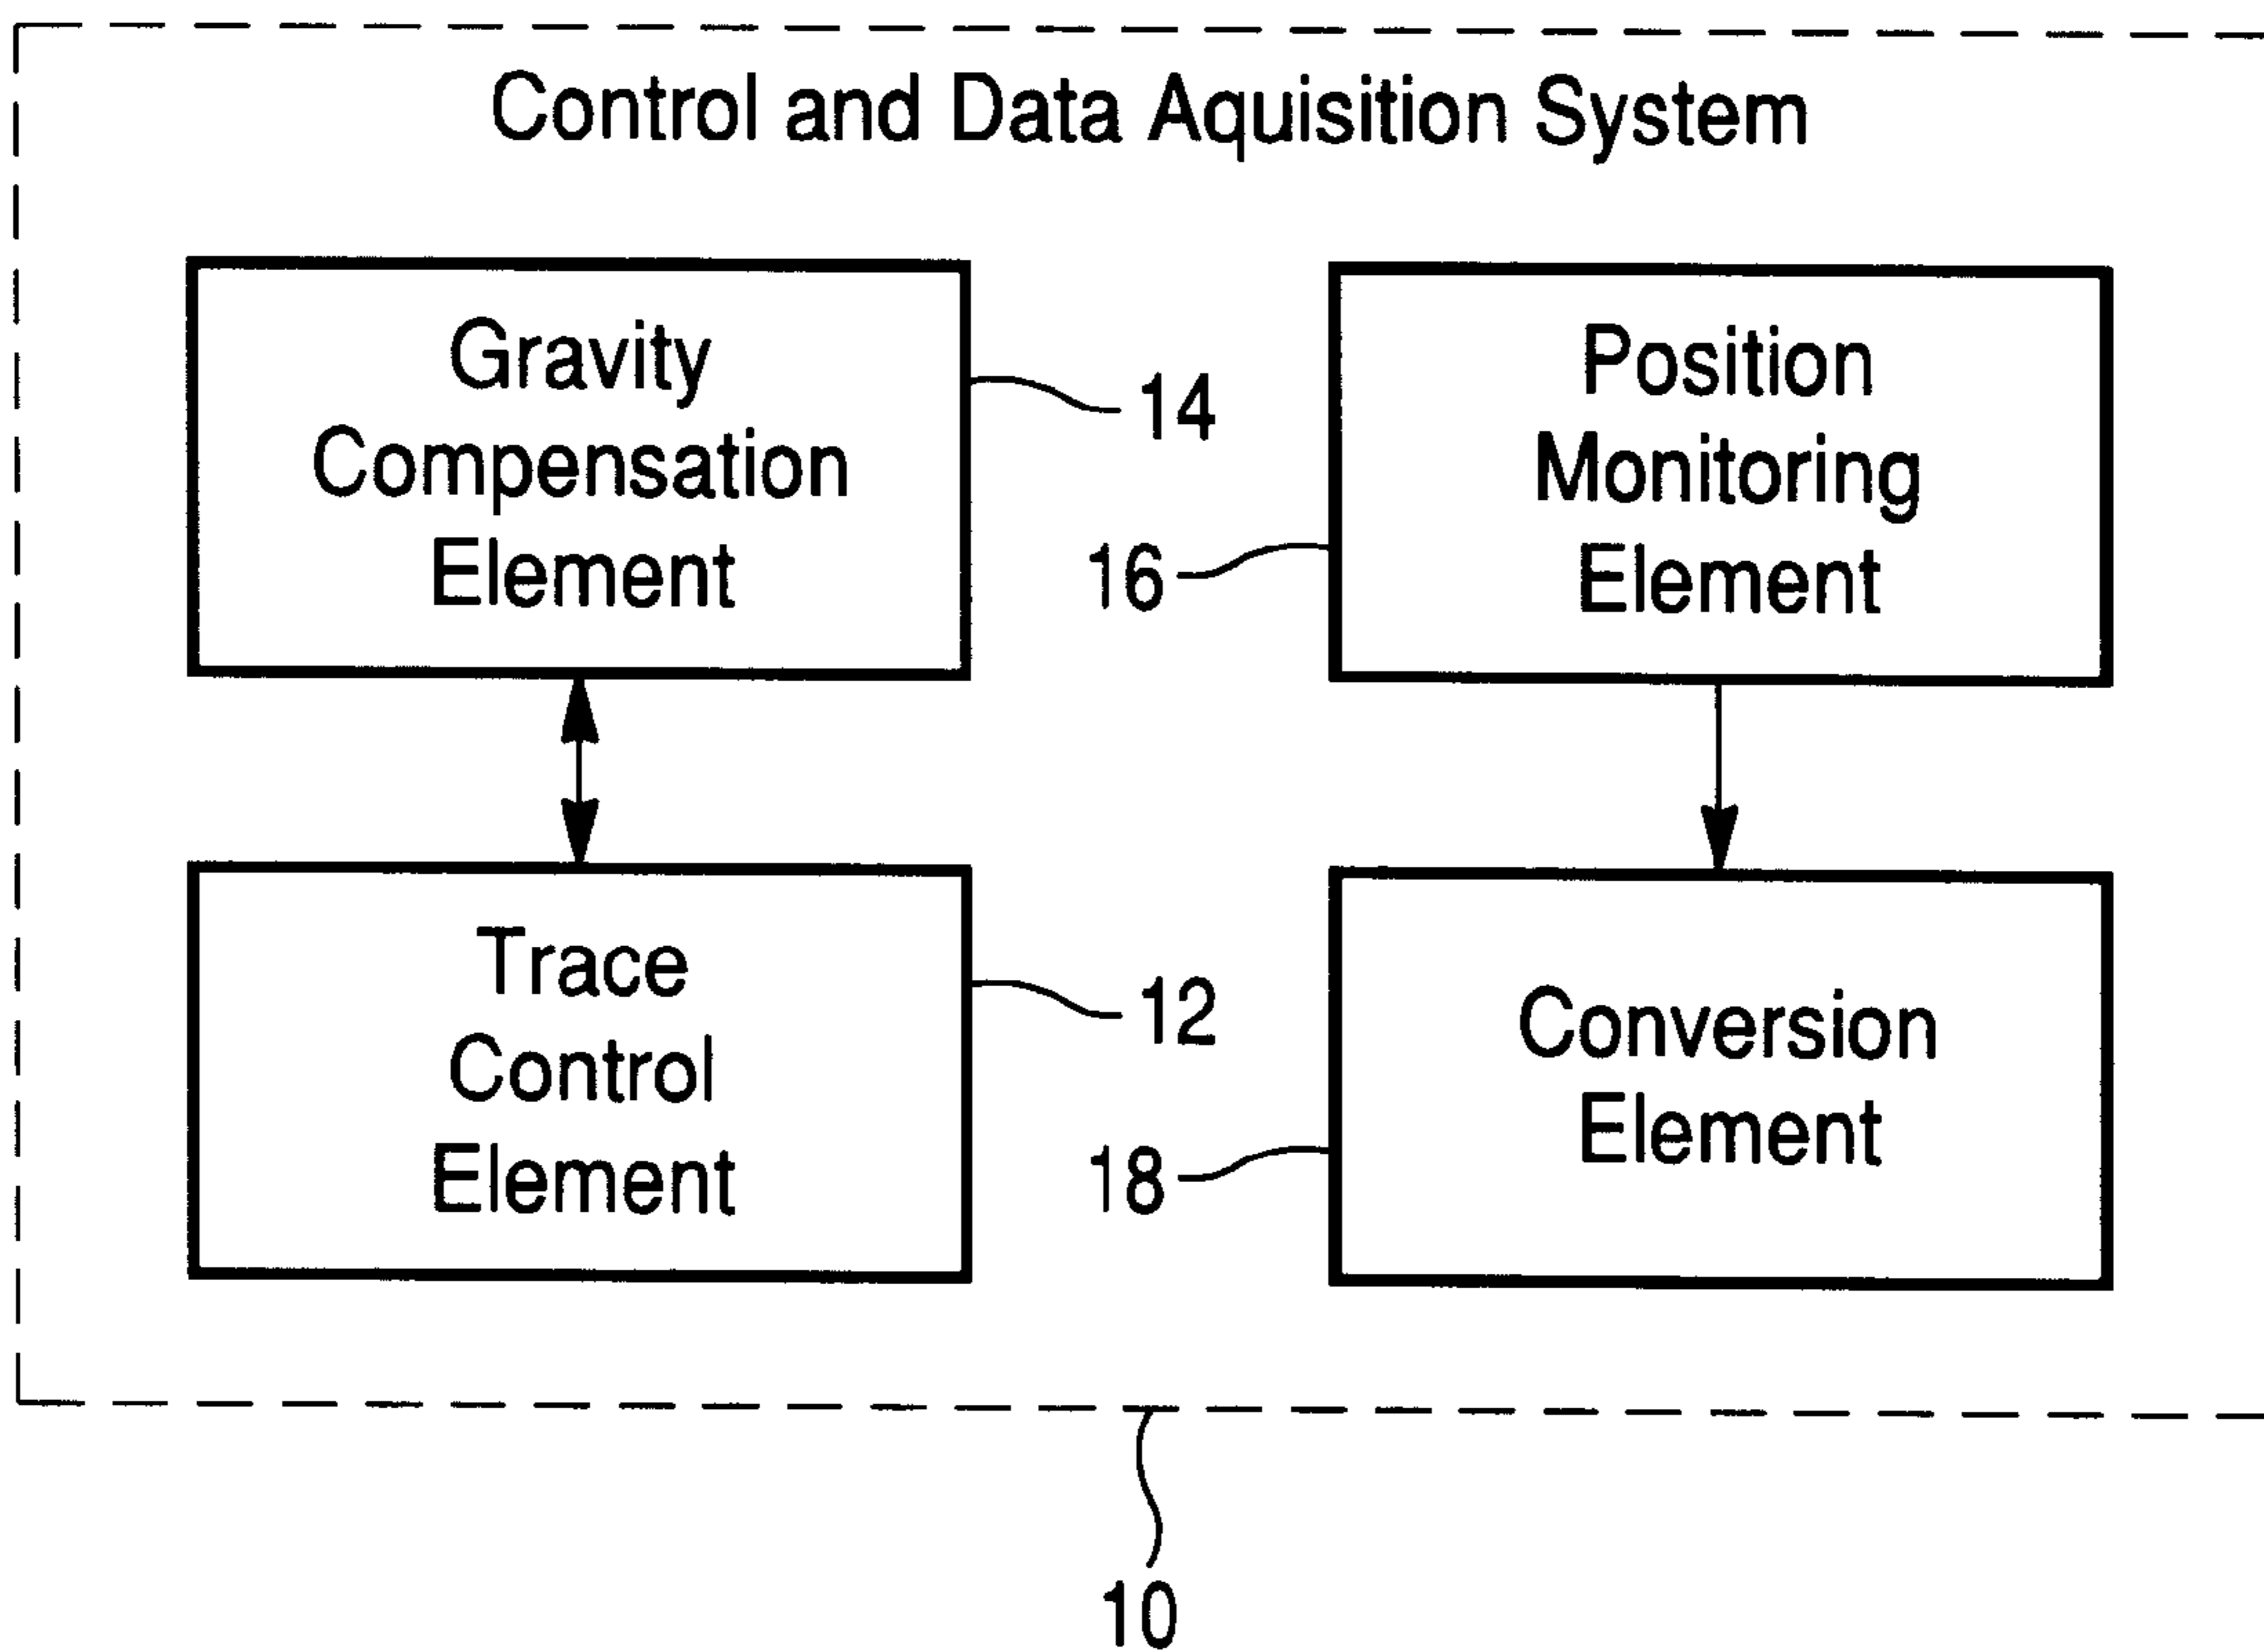 Control and Data Aquisition System
Gravity
Compensation
Element
14
Position
Monitoring
Element
16
Trace
Control
Element
12
Conversion
Element
18
10